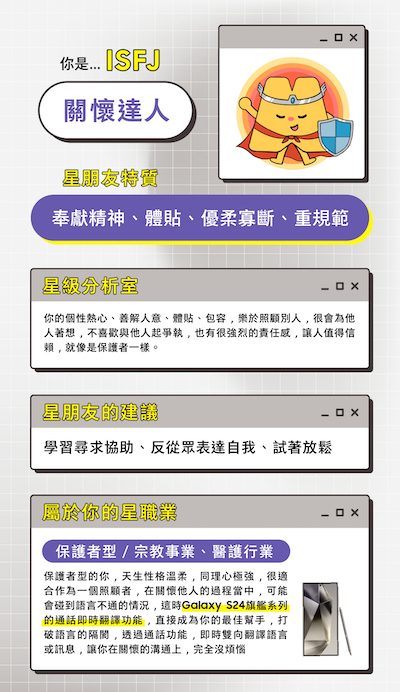 你是... ISFJ
關懷達人
星朋友特質
奉獻精神、體貼、優柔寡斷、重規範
星級分析室
你的個性熱心、善解人意、體貼、包容，樂於照顧別人，很會為他
人著想，不喜歡與他人起爭執，也有很強烈的責任感，讓人值得信
賴，就像是保護者一樣。
星朋友的建議
學習尋求協助、反從眾表達自我、試著放鬆
屬於你的星職業
保護者型 / 宗教事業、醫護行業
保護者型的你，天生性格溫柔，同理心極強，很適
合作為一個照顧者，在關懷他人的過程當中，可能
會碰到語言不通的情況，這時Galaxy S24旗艦系列
的通話即時翻譯功能，直接成為你的最佳幫手，打
破語言的隔閡，透過通話功能，即時雙向翻譯語言
或訊息，讓你在關懷的溝通上，完全沒煩惱